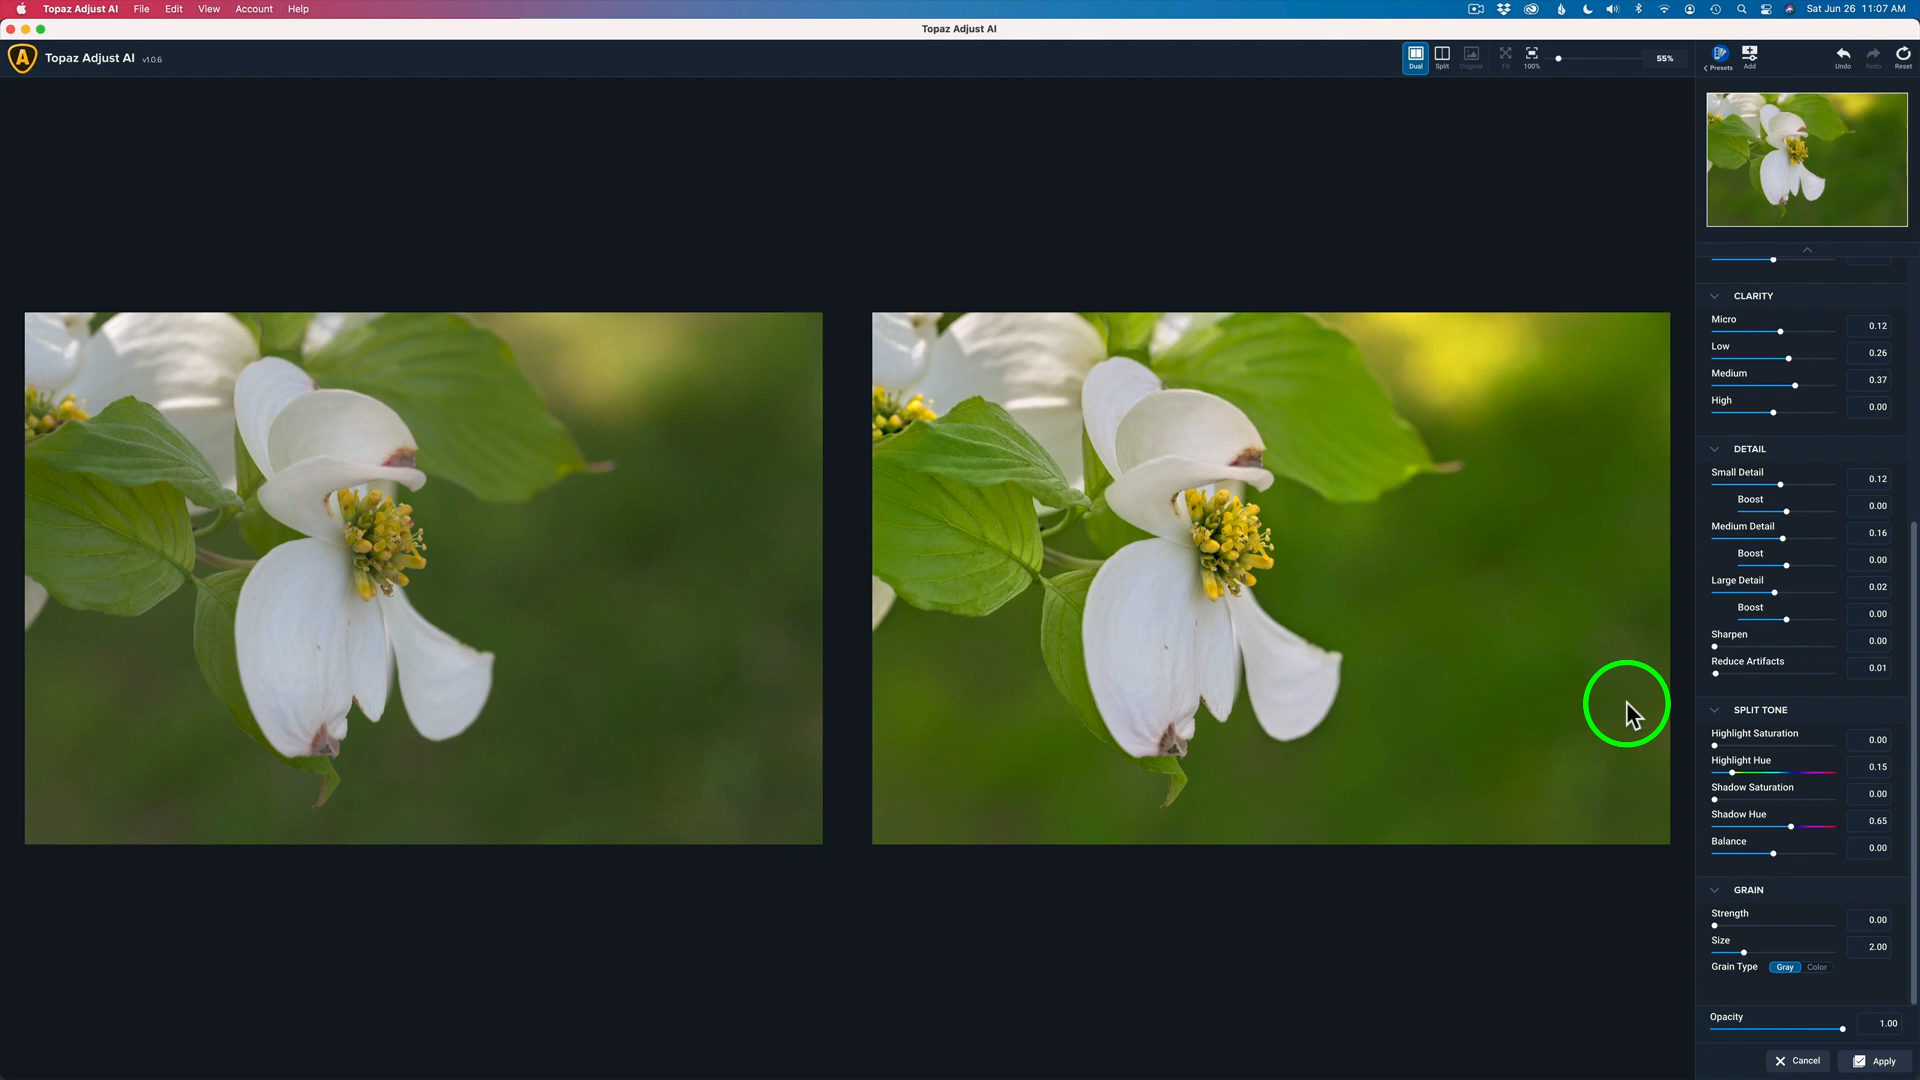 Topaz Adjust AI File Edit View Account Help Sat Jun 26 11:07 AM
Topaz Adjust AI
Topaz Adjust AI v1.0.6
Dual Split Original Fit 100% 55% Presets Add Undo Redo Reset
CLARITY
Micro 0.12
Low 0.26
Medium 0.37
High 0.00
DETAIL
Small Detail 0.12
Boost 0.00
Medium Detail 0.16
Boost 0.00
Large Detail 0.02
Boost 0.00
Sharpen 0.00
Reduce Artifacts 0.01
SPLIT TONE
Highlight Saturation 0.00
Highlight Hue 0.15
Shadow Saturation 0.00
Shadow Hue 0.65
Balance 0.00
GRAIN
Strength 0.00
Size 2.00
Grain Type Gray Color
Opacity 1.00
Cancel Apply